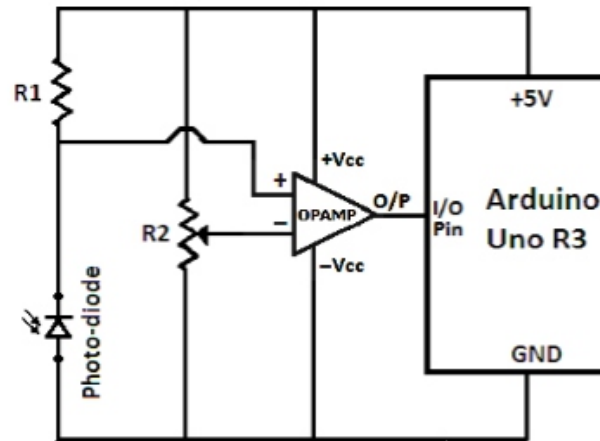 R1
+5V
+Vcc
+
OPAMP
O/P
I/O
Pin
Arduino
Uno R3
R2
−
−Vcc
Photo-diode
GND